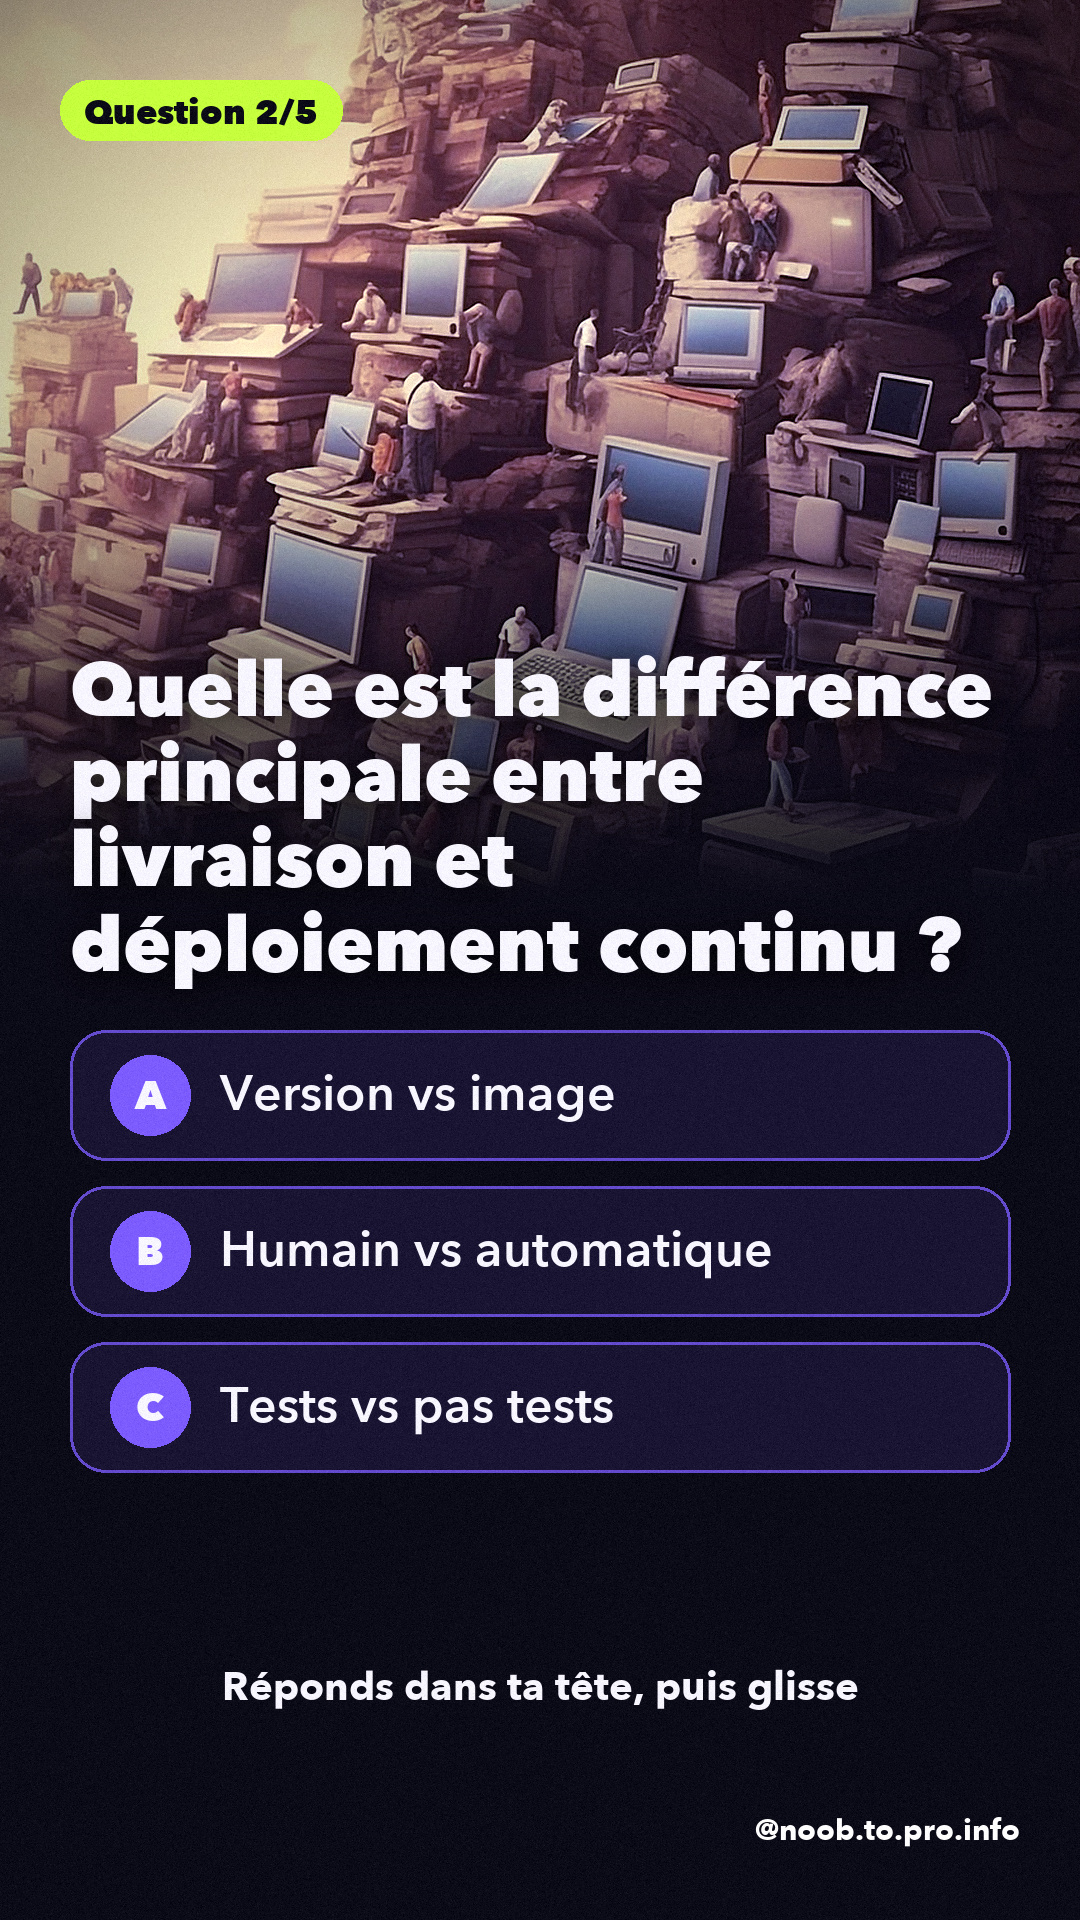 Question 2/5
Quelle est la différence
principale entre
livraison et
déploiement continu ?
A Version vs image
B Humain vs automatique
C Tests vs pas tests
Réponds dans ta tête, puis glisse
@noob.to.pro.info